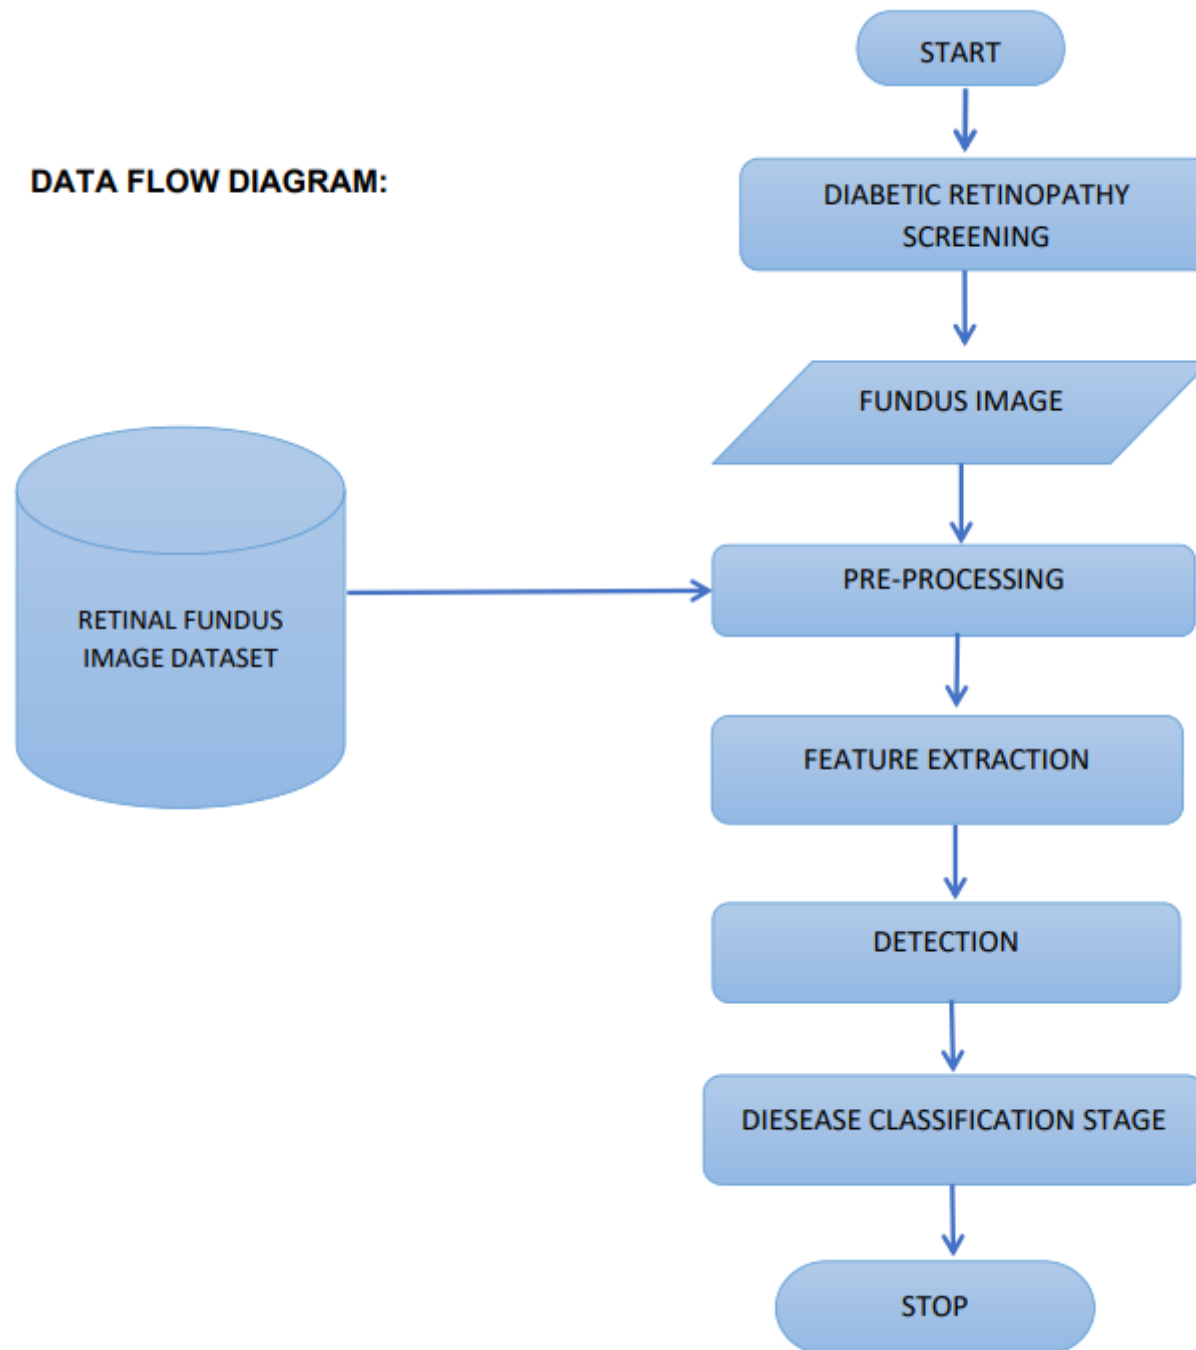 START
DATA FLOW DIAGRAM:
DIABETIC RETINOPATHY
SCREENING
FUNDUS IMAGE
RETINAL FUNDUS
IMAGE DATASET
PRE-PROCESSING
FEATURE EXTRACTION
DETECTION
DIESEASE CLASSIFICATION STAGE
STOP